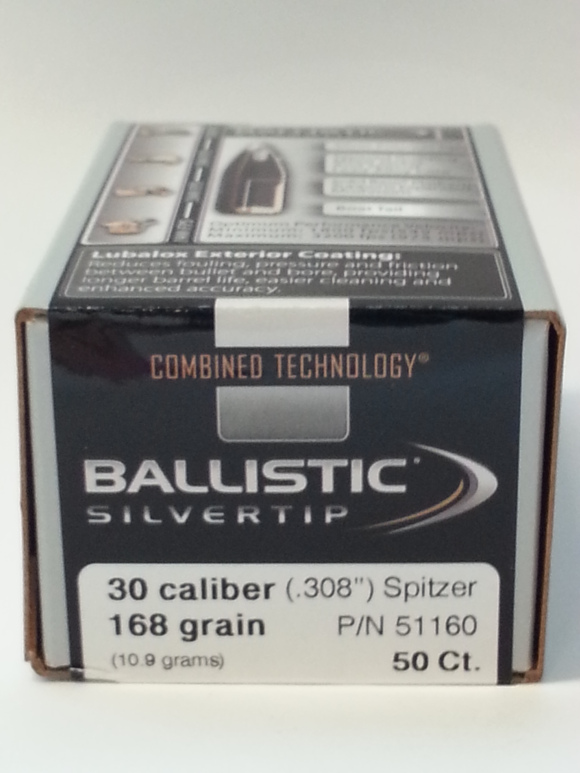 Boat Tail
Lubalox Exterior Coating:
Reduces fouling, pressure and friction
between bullet and bore, providing
longer barrel life, easier cleaning and
enhanced accuracy.
COMBINED TECHNOLOGY®
BALLISTIC
SILVERTIP
30 caliber (.308") Spitzer
168 grain P/N 51160
(10.9 grams) 50 Ct.